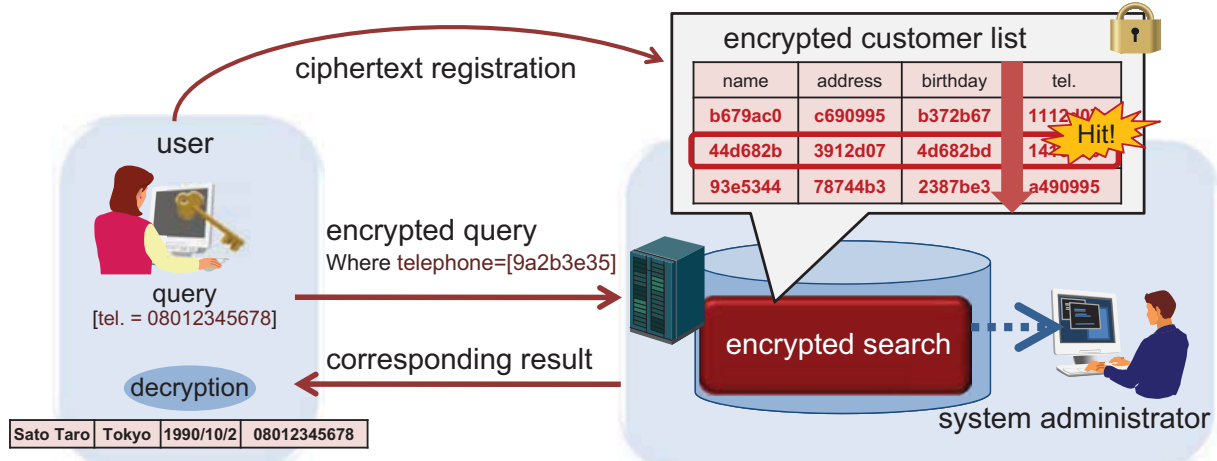 encrypted customer list
ciphertext registration
name address birthday tel.
b679ac0 c690995 b372b67
Hit!
44d682b 3912d07 4d682bd
93e5344 78744b3 2387be3 a490995
user
encrypted query
Where telephone=[9a2b3e35]
query
[tel. = 08012345678]
encrypted search
corresponding result
decryption
system administrator
Sato Taro Tokyo 1990/10/2 08012345678